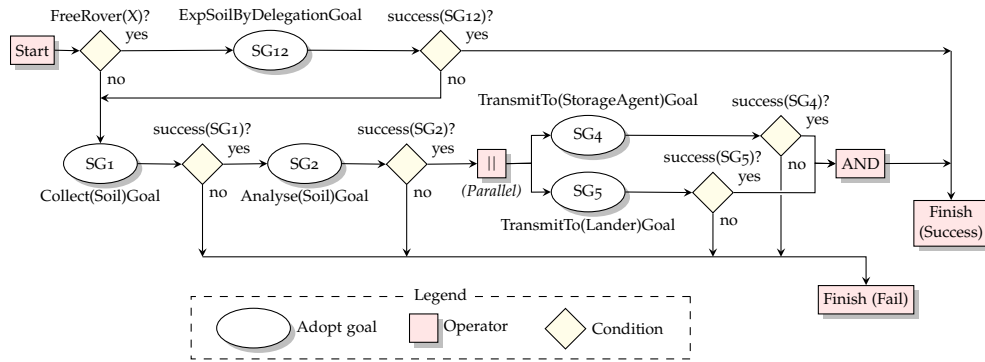 FreeRover(X)? ExpSoilByDelegationGoal success(SG12)?
yes yes
Start SG12
no no
TransmitTo(StorageAgent)Goal success(SG4)?
success(SG1)? success(SG2)? yes
yes yes SG4
success(SG5)?
SG1 SG2 || no AND
yes
no no (Parallel) SG5
Collect(Soil)Goal Analyse(Soil)Goal
no
TransmitTo(Lander)Goal
Finish
(Success)
Finish (Fail)
Legend
Adopt goal Operator Condition